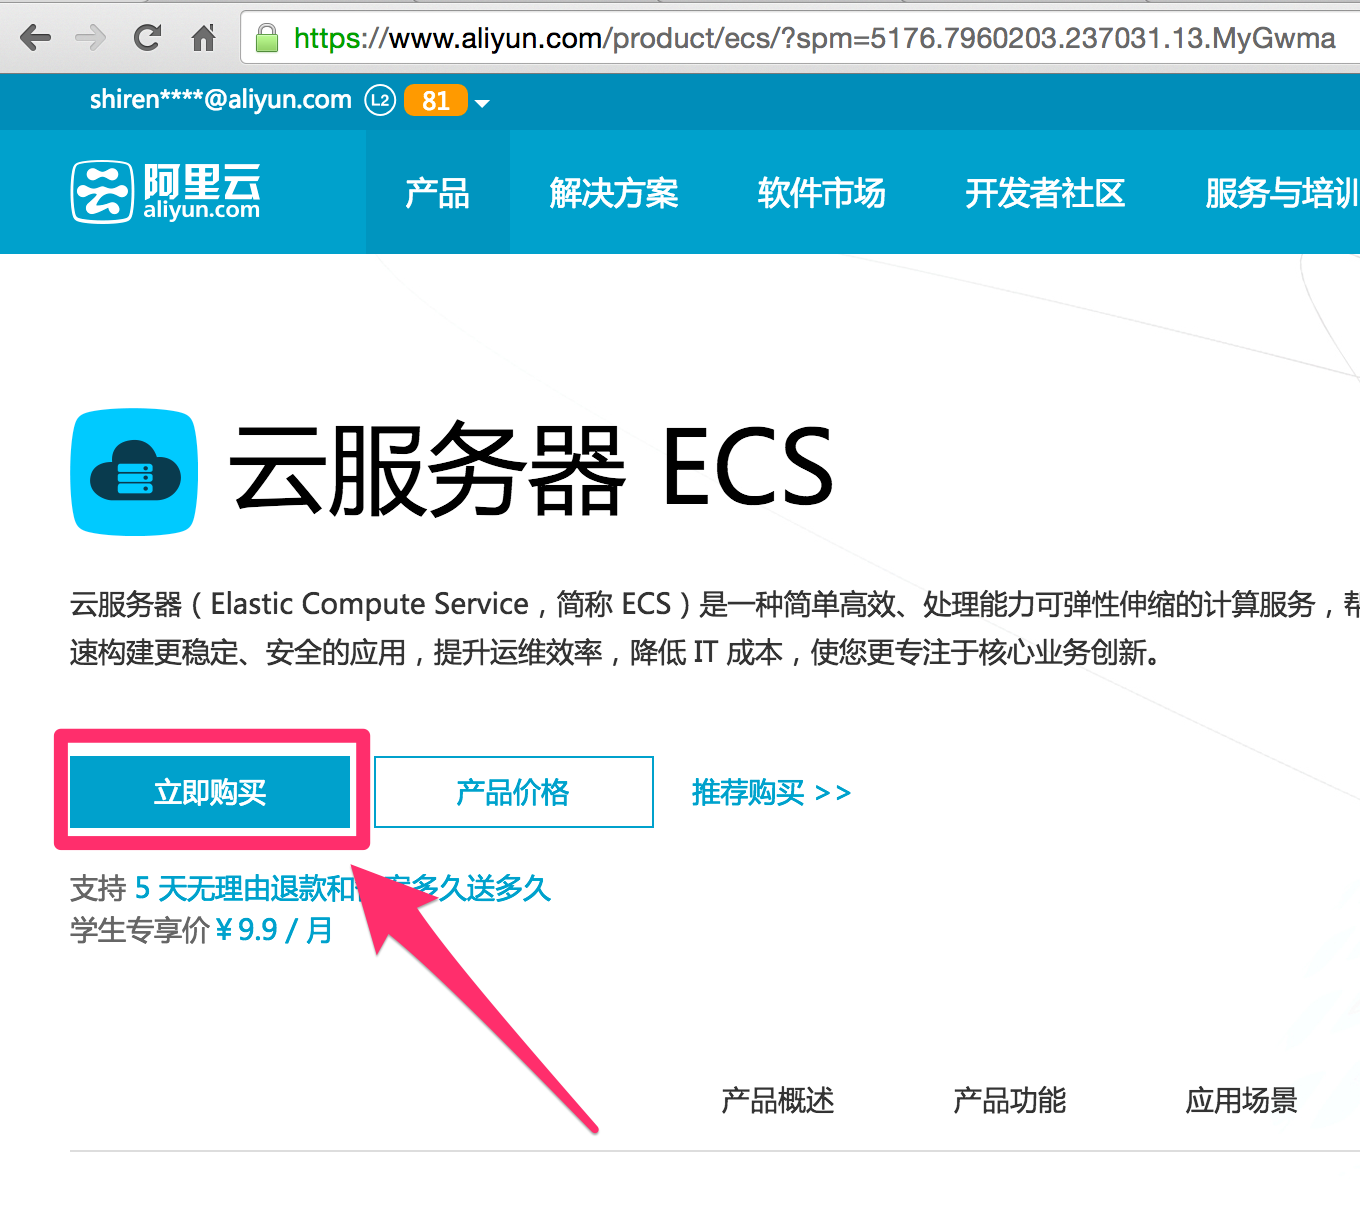 https://www.aliyun.com/product/ecs/?spm=5176.7960203.237031.13.MyGwma
shiren****@aliyun.com L2 81
阿里云
aliyun.com
产品 解决方案 软件市场 开发者社区 服务与培训
云服务器 ECS
云服务器（Elastic Compute Service，简称 ECS）是一种简单高效、处理能力可弹性伸缩的计算服务，帮
速构建更稳定、安全的应用，提升运维效率，降低 IT 成本，使您更专注于核心业务创新。
立即购买 产品价格 推荐购买 >>
支持 5 天无理由退款和 多久送多久
学生专享价 ¥ 9.9 / 月
产品概述 产品功能 应用场景